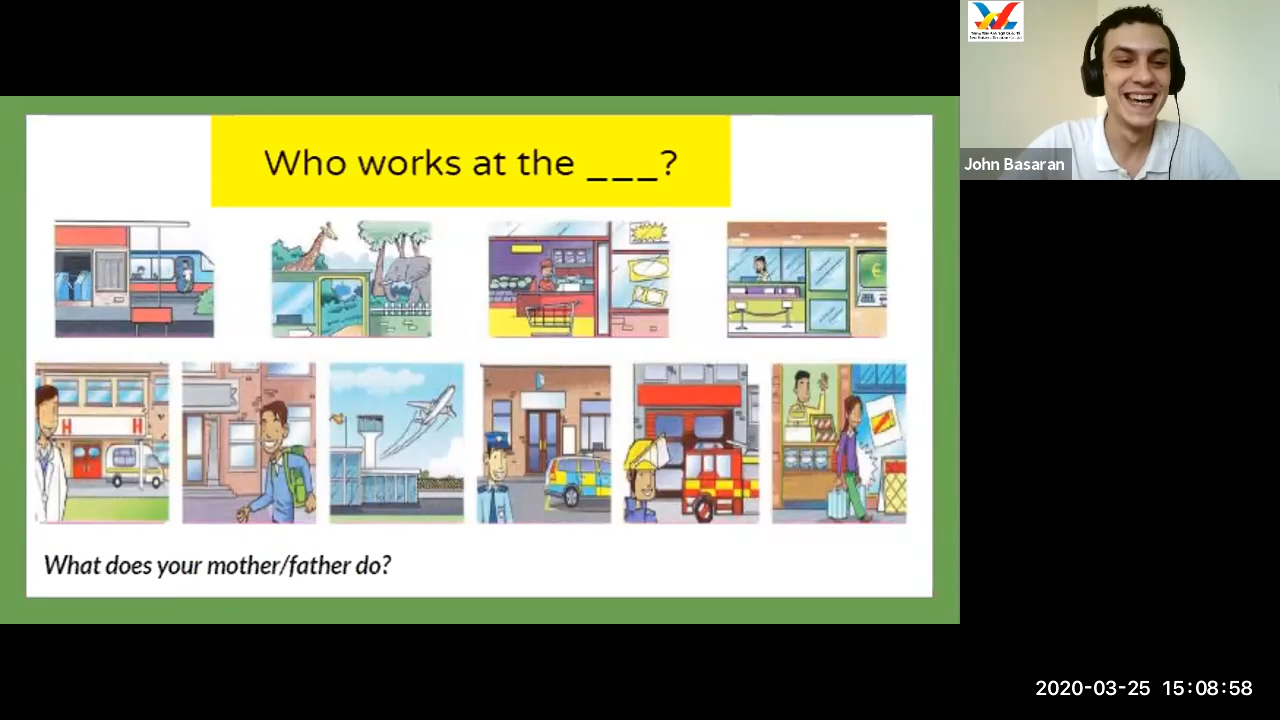 Who works at the ___?
H H
€
What does your mother/father do?
John Basaran
2020-03-25 15:08:58